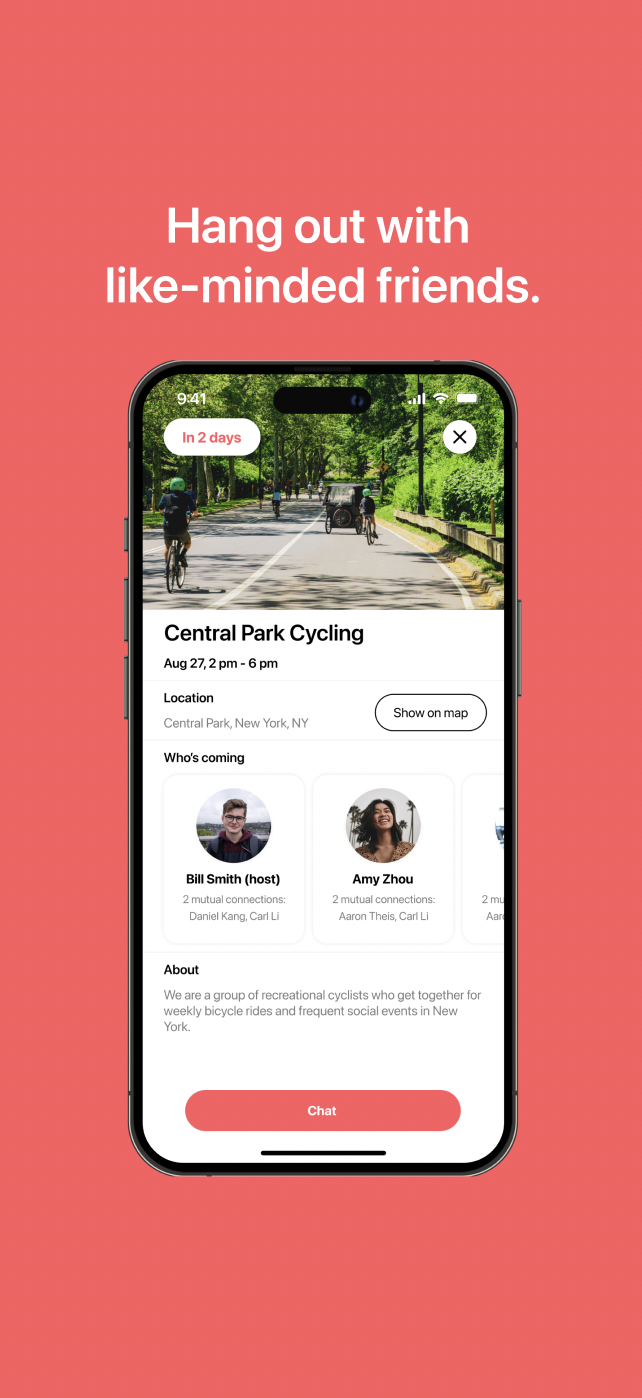 Hang out with
like-minded friends.
9:41
In 2 days
Central Park Cycling
Aug 27, 2 pm - 6 pm
Location
Central Park, New York, NY
Show on map
Who's coming
Bill Smith (host)
2 mutual connections:
Daniel Kang, Carl Li
Amy Zhou
2 mutual connections:
Aaron Theis, Carl Li
2 mu
Aar
About
We are a group of recreational cyclists who get together for
weekly bicycle rides and frequent social events in New
York.
Chat